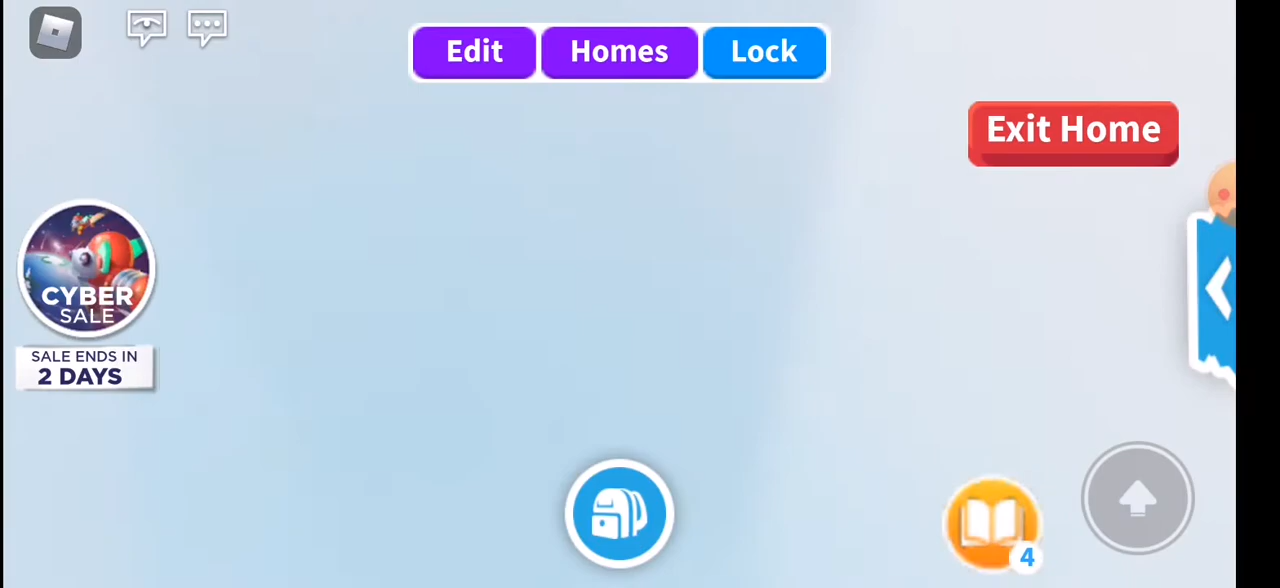 Edit Homes Lock
Exit Home
CYBER
SALE
SALE ENDS IN
2 DAYS
4